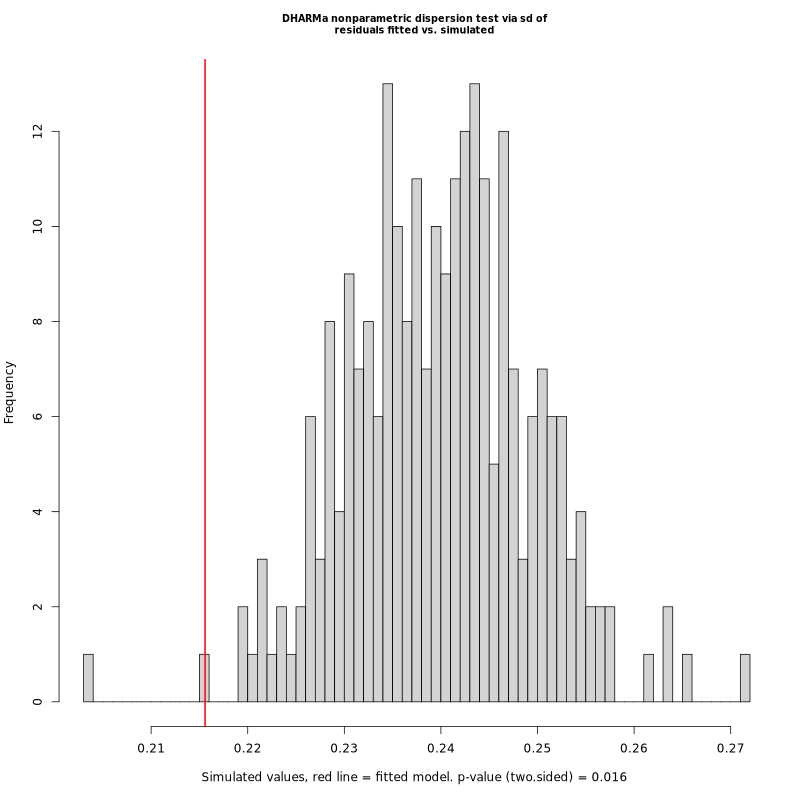 DHARMa nonparametric dispersion test via sd of
residuals fitted vs. simulated
Frequency
12
10
8
6
4
2
0
0.21 0.22 0.23 0.24 0.25 0.26 0.27
Simulated values, red line = fitted model. p-value (two.sided) = 0.016